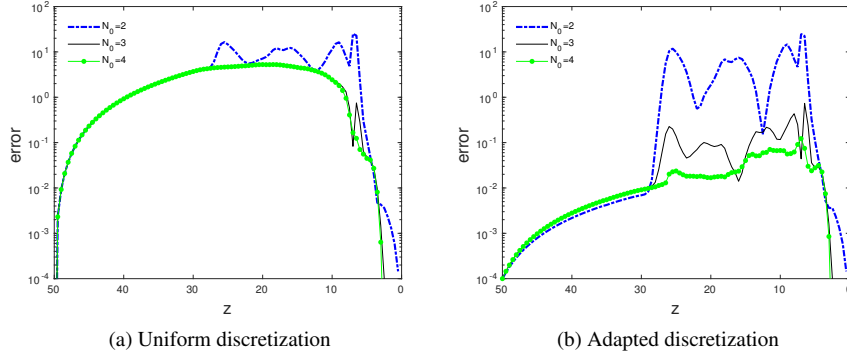 N₀=2
N₀=3
N₀=4
10²
10¹
10⁰
10⁻¹
10⁻²
10⁻³
10⁻⁴
error
50 40 30 20 10 0
z
(a) Uniform discretization
N₀=2
N₀=3
N₀=4
10²
10¹
10⁰
10⁻¹
10⁻²
10⁻³
10⁻⁴
error
50 40 30 20 10 0
z
(b) Adapted discretization